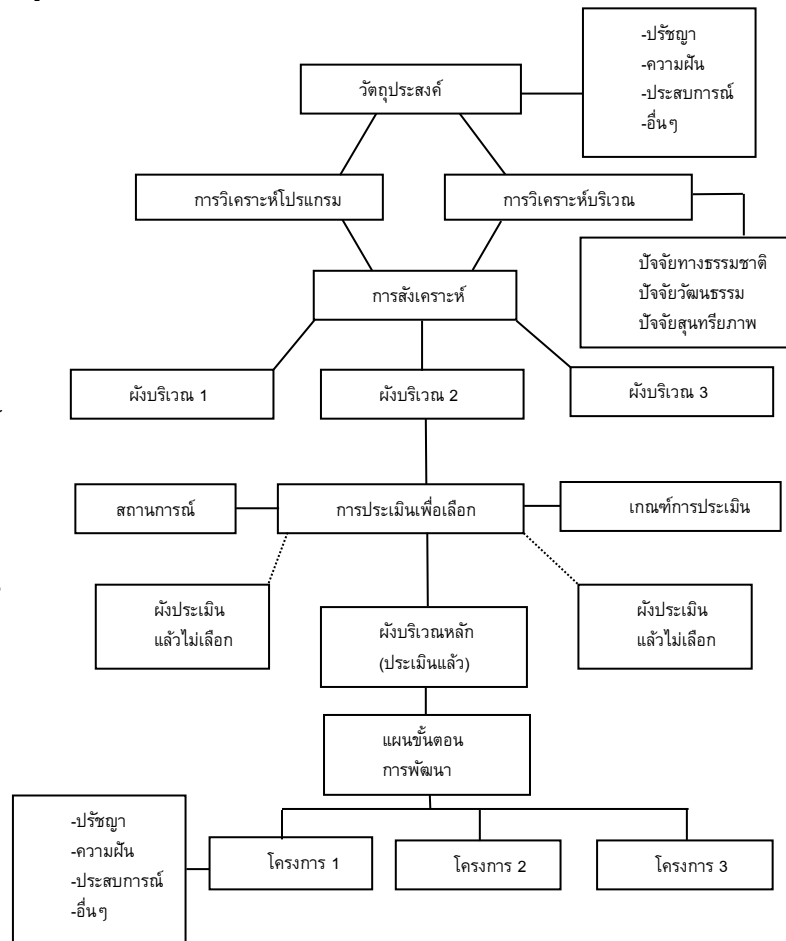 -ปรัชญา
-ความฝัน
-ประสบการณ์
-อื่นๆ
วัตถุประสงค์
การวิเคราะห์โปรแกรม
การวิเคราะห์บริเวณ
ปัจจัยทางธรรมชาติ
ปัจจัยวัฒนธรรม
ปัจจัยสุนทรียภาพ
การสังเคราะห์
ผังบริเวณ 1
ผังบริเวณ 2
ผังบริเวณ 3
สถานการณ์
การประเมินเพื่อเลือก
เกณฑ์การประเมิน
ผังประเมิน
แล้วไม่เลือก
ผังบริเวณหลัก
(ประเมินแล้ว)
ผังประเมิน
แล้วไม่เลือก
แผนขั้นตอน
การพัฒนา
-ปรัชญา
-ความฝัน
-ประสบการณ์
-อื่นๆ
โครงการ 1
โครงการ 2
โครงการ 3